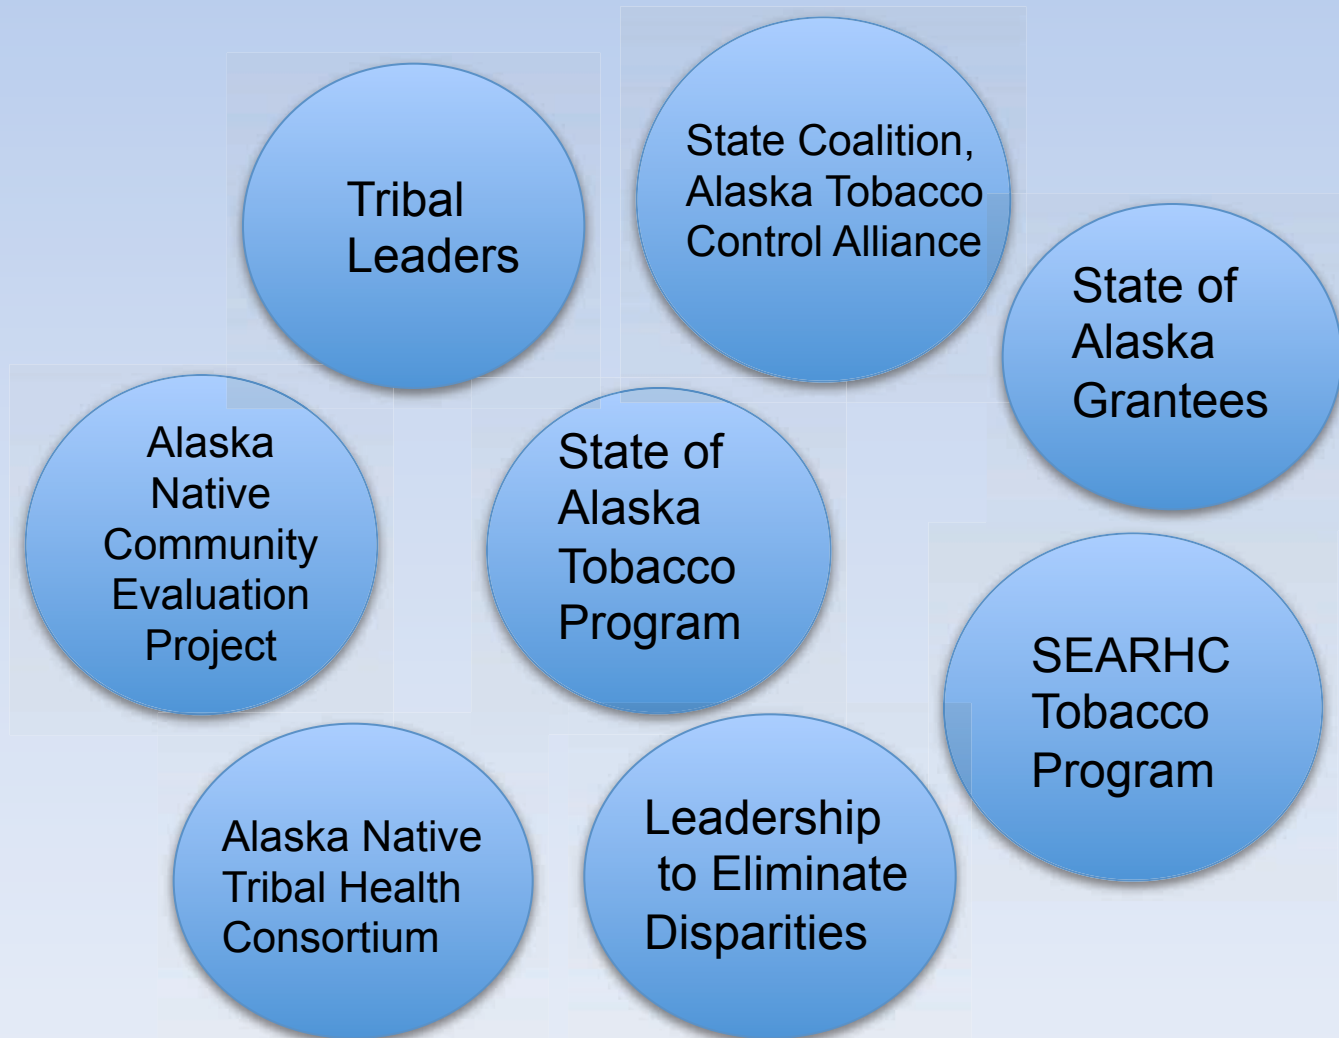 Tribal
Leaders
State Coalition,
Alaska Tobacco
Control Alliance
State of
Alaska
Grantees
Alaska
Native
Community
Evaluation
Project
State of
Alaska
Tobacco
Program
SEARHC
Tobacco
Program
Alaska Native
Tribal Health
Consortium
Leadership
to Eliminate
Disparities